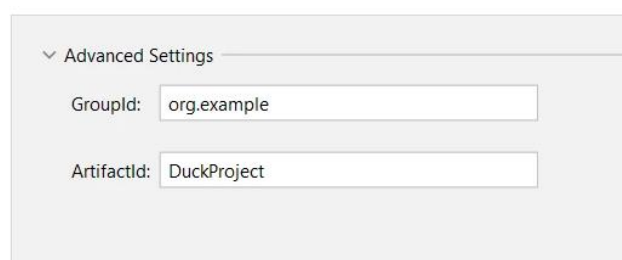 Advanced Settings
GroupId: org.example
ArtifactId: DuckProject